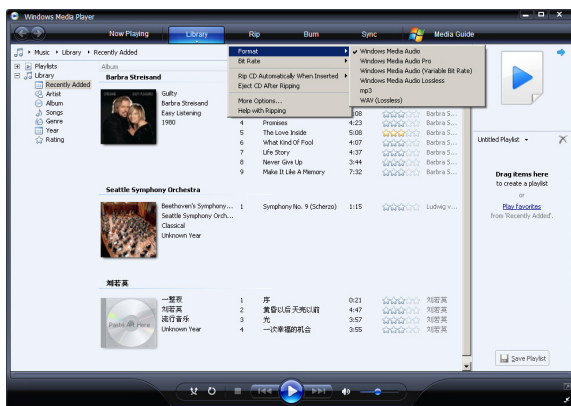 Windows Media Player
Now Playing
Library
Rip
Burn
Sync
Media Guide
Music
Library
Recently Added
Format
Bit Rate
Rip CD Automatically When Inserted
Eject CD After Ripping
More Options...
Help with Ripping
Windows Media Audio
Windows Media Audio Pro
Windows Media Audio (Variable Bit Rate)
Windows Media Audio Lossless
mp3
WAV (Lossless)
Playlists
Library
Recently Added
Artist
Album
Songs
Genre
Year
Rating
Album
Barbra Streisand
Guilty
Barbra Streisand
Easy Listening
1980
5:08 Barbra S...
4 Promises 4:23 Barbra S...
5 The Love Inside 5:08 Barbra S...
6 What Kind Of Fool 4:07 Barbra S...
7 Life Story 4:37 Barbra S...
8 Never Give Up 3:44 Barbra S...
9 Make It Like A Memory 7:32 Barbra S...
Seattle Symphony Orchestra
Beethoven's Symphony... 1 Symphony No. 9 (Scherzo) 1:15 Ludwig v...
Seattle Symphony Orch...
Classical
Unknown Year
刘若英
一整夜 1 序 0:21 刘若英
刘若英 2 黄昏以后天亮以前 4:47 刘若英
流行音乐 3 光 3:57 刘若英
Unknown Year 4 一次幸福的机会 3:55 刘若英
Paste Art Here
Untitled Playlist
Drag items here
to create a playlist
or
Play favorites
from 'Recently Added'.
Save Playlist